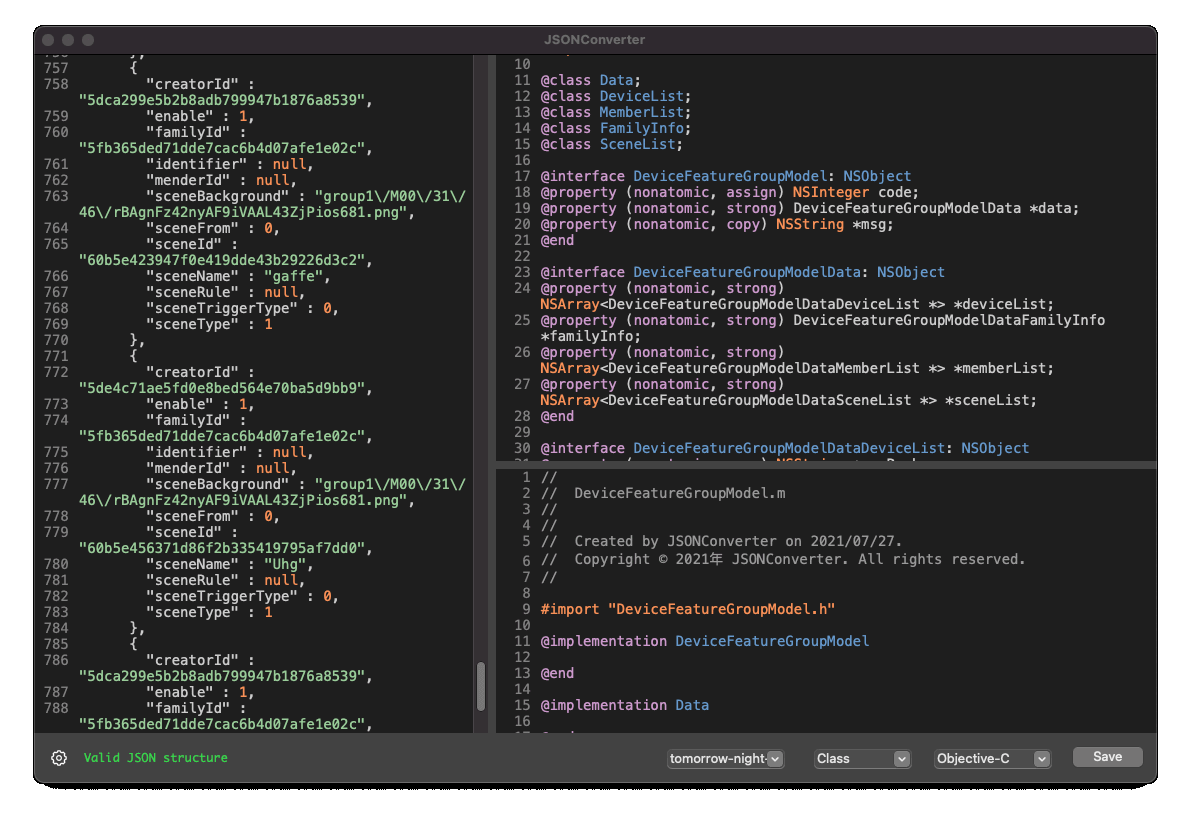 JSONConverter
757 {
758 "creatorId" :
"5dca299e5b2b8adb799947b1876a8539",
759 "enable" : 1,
760 "familyId" :
"5fb365ded71dde7cac6b4d07afe1e02c",
761 "identifier" : null,
762 "menderId" : null,
763 "sceneBackground" : "group1\/M00\/31\/
46\/rBAgnFz42nyAF9iVAAL43ZjPios681.png",
764 "sceneFrom" : 0,
765 "sceneId" :
"60b5e423947f0e419dde43b29226d3c2",
766 "sceneName" : "gaffe",
767 "sceneRule" : null,
768 "sceneTriggerType" : 0,
769 "sceneType" : 1
770 },
771 {
772 "creatorId" :
"5de4c71ae5fd0e8bed564e70ba5d9bb9",
773 "enable" : 1,
774 "familyId" :
"5fb365ded71dde7cac6b4d07afe1e02c",
775 "identifier" : null,
776 "menderId" : null,
777 "sceneBackground" : "group1\/M00\/31\/
46\/rBAgnFz42nyAF9iVAAL43ZjPios681.png",
778 "sceneFrom" : 0,
779 "sceneId" :
"60b5e456371d86f2b335419795af7dd0",
780 "sceneName" : "Uhg",
781 "sceneRule" : null,
782 "sceneTriggerType" : 0,
783 "sceneType" : 1
784 },
785 {
786 "creatorId" :
"5dca299e5b2b8adb799947b1876a8539",
787 "enable" : 1,
788 "familyId" :
"5fb365ded71dde7cac6b4d07afe1e02c",
10
11 @class Data;
12 @class DeviceList;
13 @class MemberList;
14 @class FamilyInfo;
15 @class SceneList;
16
17 @interface DeviceFeatureGroupModel: NSObject
18 @property (nonatomic, assign) NSInteger code;
19 @property (nonatomic, strong) DeviceFeatureGroupModelData *data;
20 @property (nonatomic, copy) NSString *msg;
21 @end
22
23 @interface DeviceFeatureGroupModelData: NSObject
24 @property (nonatomic, strong)
NSArray<DeviceFeatureGroupModelDataDeviceList *> *deviceList;
25 @property (nonatomic, strong) DeviceFeatureGroupModelDataFamilyInfo
*familyInfo;
26 @property (nonatomic, strong)
NSArray<DeviceFeatureGroupModelDataMemberList *> *memberList;
27 @property (nonatomic, strong)
NSArray<DeviceFeatureGroupModelDataSceneList *> *sceneList;
28 @end
29
30 @interface DeviceFeatureGroupModelDataDeviceList: NSObject
1 //
2 // DeviceFeatureGroupModel.m
3 //
4 //
5 // Created by JSONConverter on 2021/07/27.
6 // Copyright © 2021年 JSONConverter. All rights reserved.
7 //
8
9 #import "DeviceFeatureGroupModel.h"
10
11 @implementation DeviceFeatureGroupModel
12
13 @end
14
15 @implementation Data
16
Valid JSON structure
tomorrow-night-
Class
Objective-C
Save